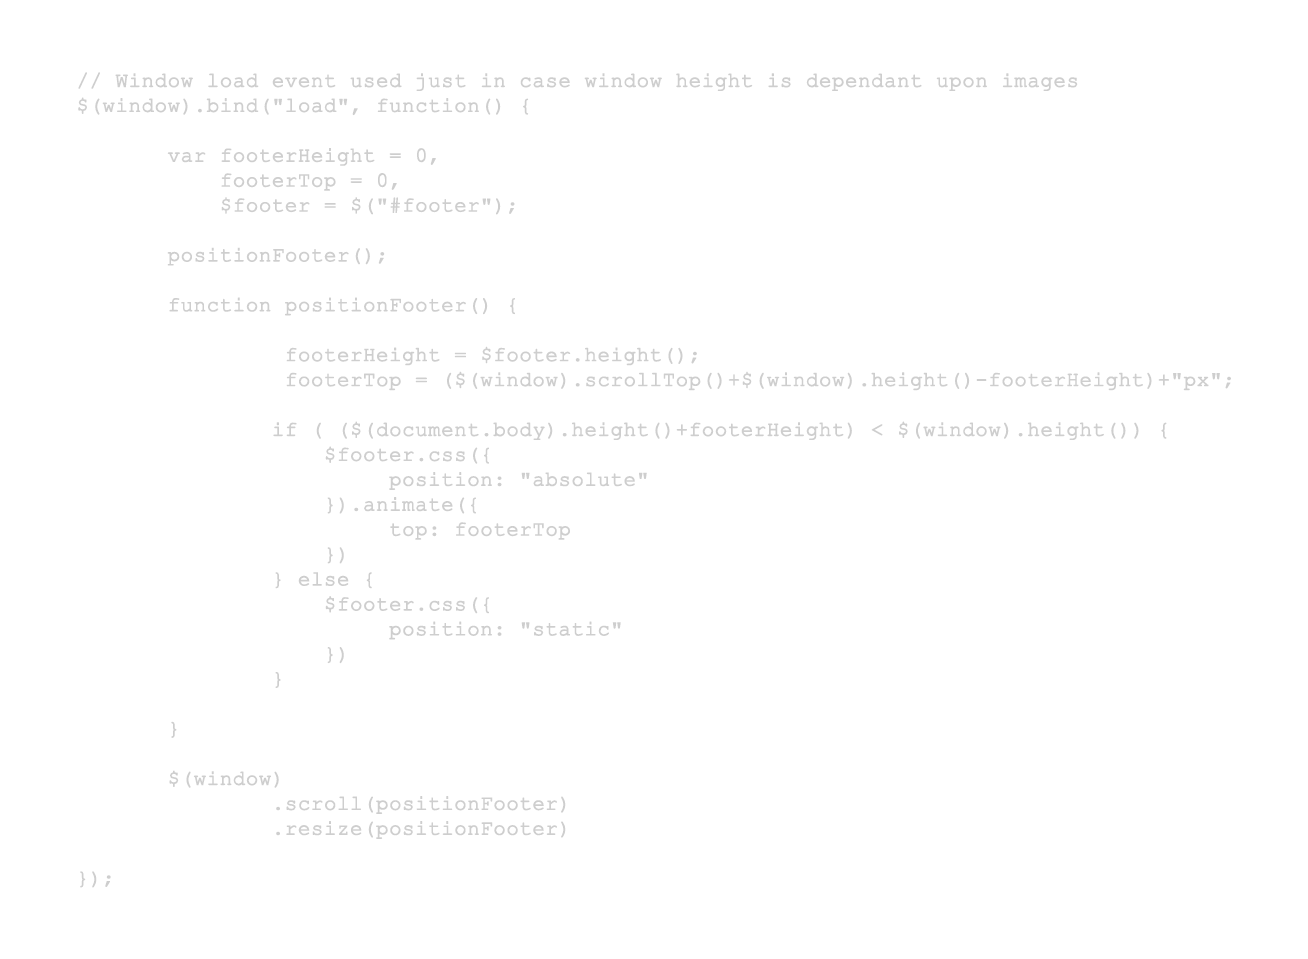 // Window load event used just in case window height is dependant upon images
$(window).bind("load", function() {
var footerHeight = 0,
footerTop = 0,
$footer = $("#footer");
positionFooter();
function positionFooter() {
footerHeight = $footer.height();
footerTop = ($(window).scrollTop()+$(window).height()-footerHeight)+"px";
if ( ($(document.body).height()+footerHeight) < $(window).height()) {
$footer.css({
position: "absolute"
}).animate({
top: footerTop
})
} else {
$footer.css({
position: "static"
})
}
}
$(window)
.scroll(positionFooter)
.resize(positionFooter)
});